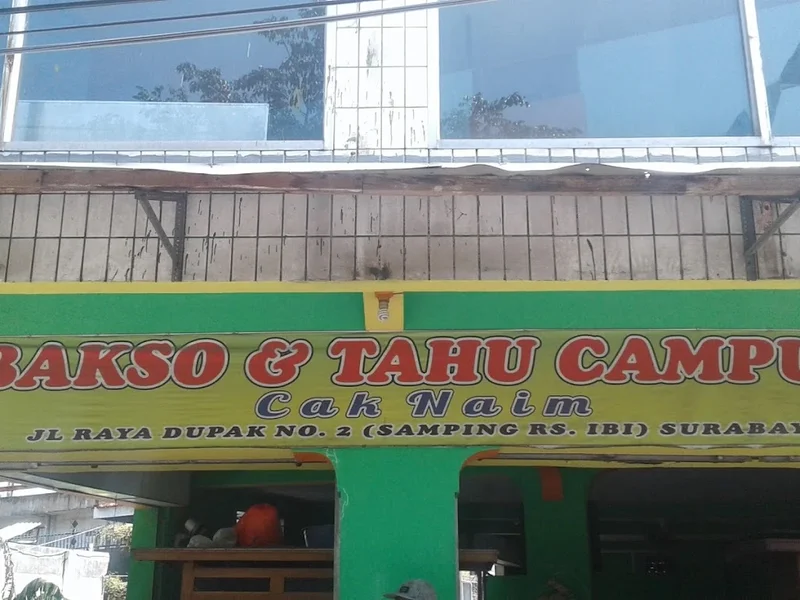 BAKSO & TAHU CAMPU
Cak Naim
JL RAYA DUPAK NO. 2 (SAMPING RS. IBI) SURABAY